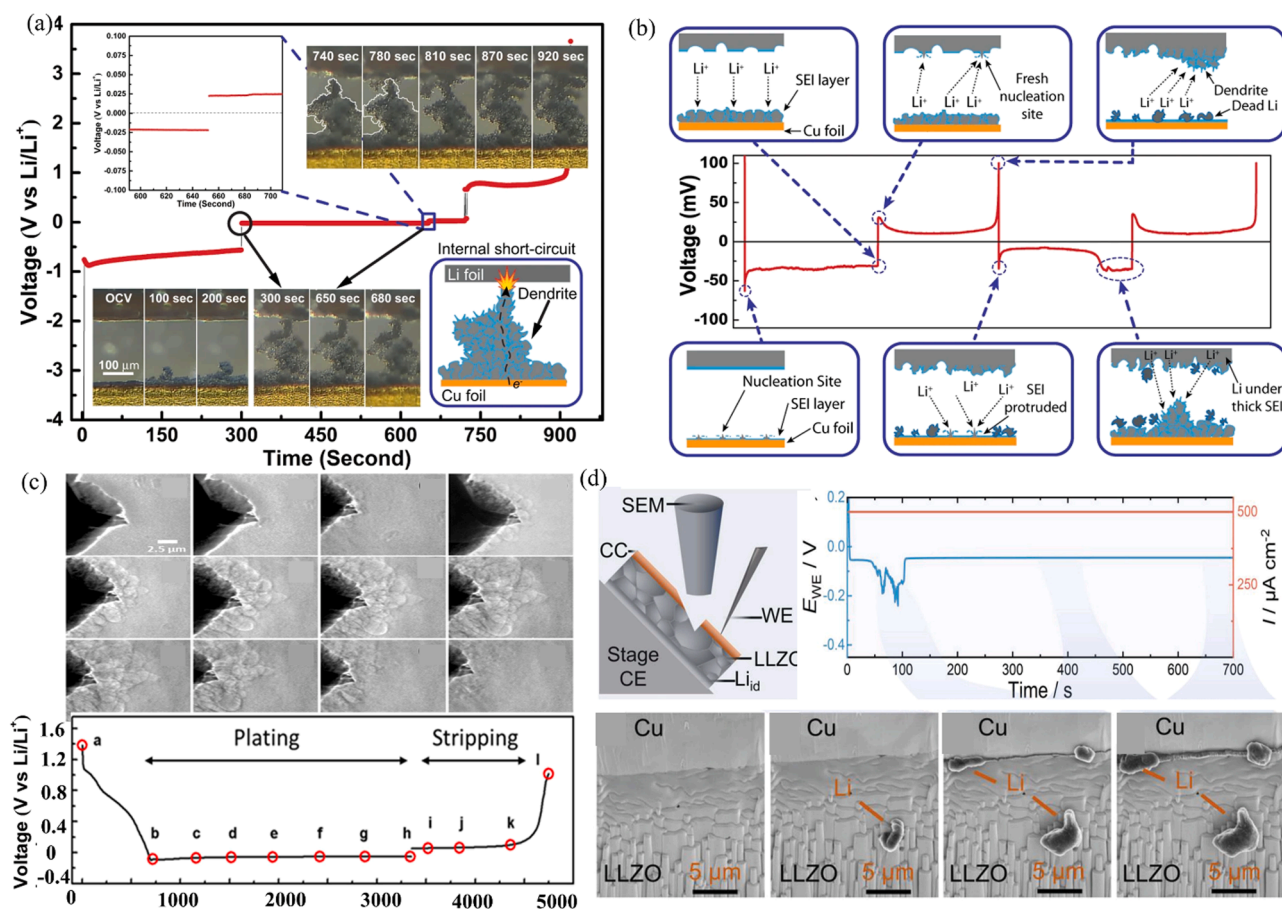 (a)
Voltage (V vs Li/Li⁺)
4
3
2
1
0
-1
-2
-3
-4
0
300
600
900
Time (Second)
Voltage (V vs Li/Li⁺)
0.100
0.075
0.050
0.025
0.000
-0.025
-0.050
-0.075
-0.100
600 620 640 660 680 700
Time (Second)
740 sec 780 sec 810 sec 870 sec 920 sec
OCV 100 sec 200 sec
100 µm
300 sec 650 sec 680 sec
Internal short-circuit
Li foil
Dendrite
e⁻
Cu foil
(b)
Li⁺ Li⁺ Li⁺
SEI layer
Cu foil
Li⁺ Li⁺ Li⁺
Fresh
nucleation
site
Li⁺ Li⁺ Li⁺
Dendrite
Dead Li
Voltage (mV)
100
50
0
-50
-100
Nucleation Site
SEI layer
Cu foil
Li⁺ Li⁺ Li⁺
SEI
protruded
Li⁺ Li⁺ Li⁺
Li under
thick SEI
(c)
2.5 µm
Voltage (V vs Li/Li⁺)
1.6
1.2
0.8
0.4
0
-0.4
Plating
Stripping
a
b
c
d
e
f
g
h
i
j
k
l
0 1000 2000 3000 4000 5000
(d)
SEM
CC
WE
LLZO
Li_id
Stage
CE
E_WE / V
0.2
0.0
-0.2
-0.4
0 100 200 300 400 500 600 700
Time / s
500
250
0
I / µA cm⁻²
Cu
LLZO 5 µm
Cu
Li
LLZO 5 µm
Cu
Li
LLZO 5 µm
Cu
Li
LLZO 5 µm